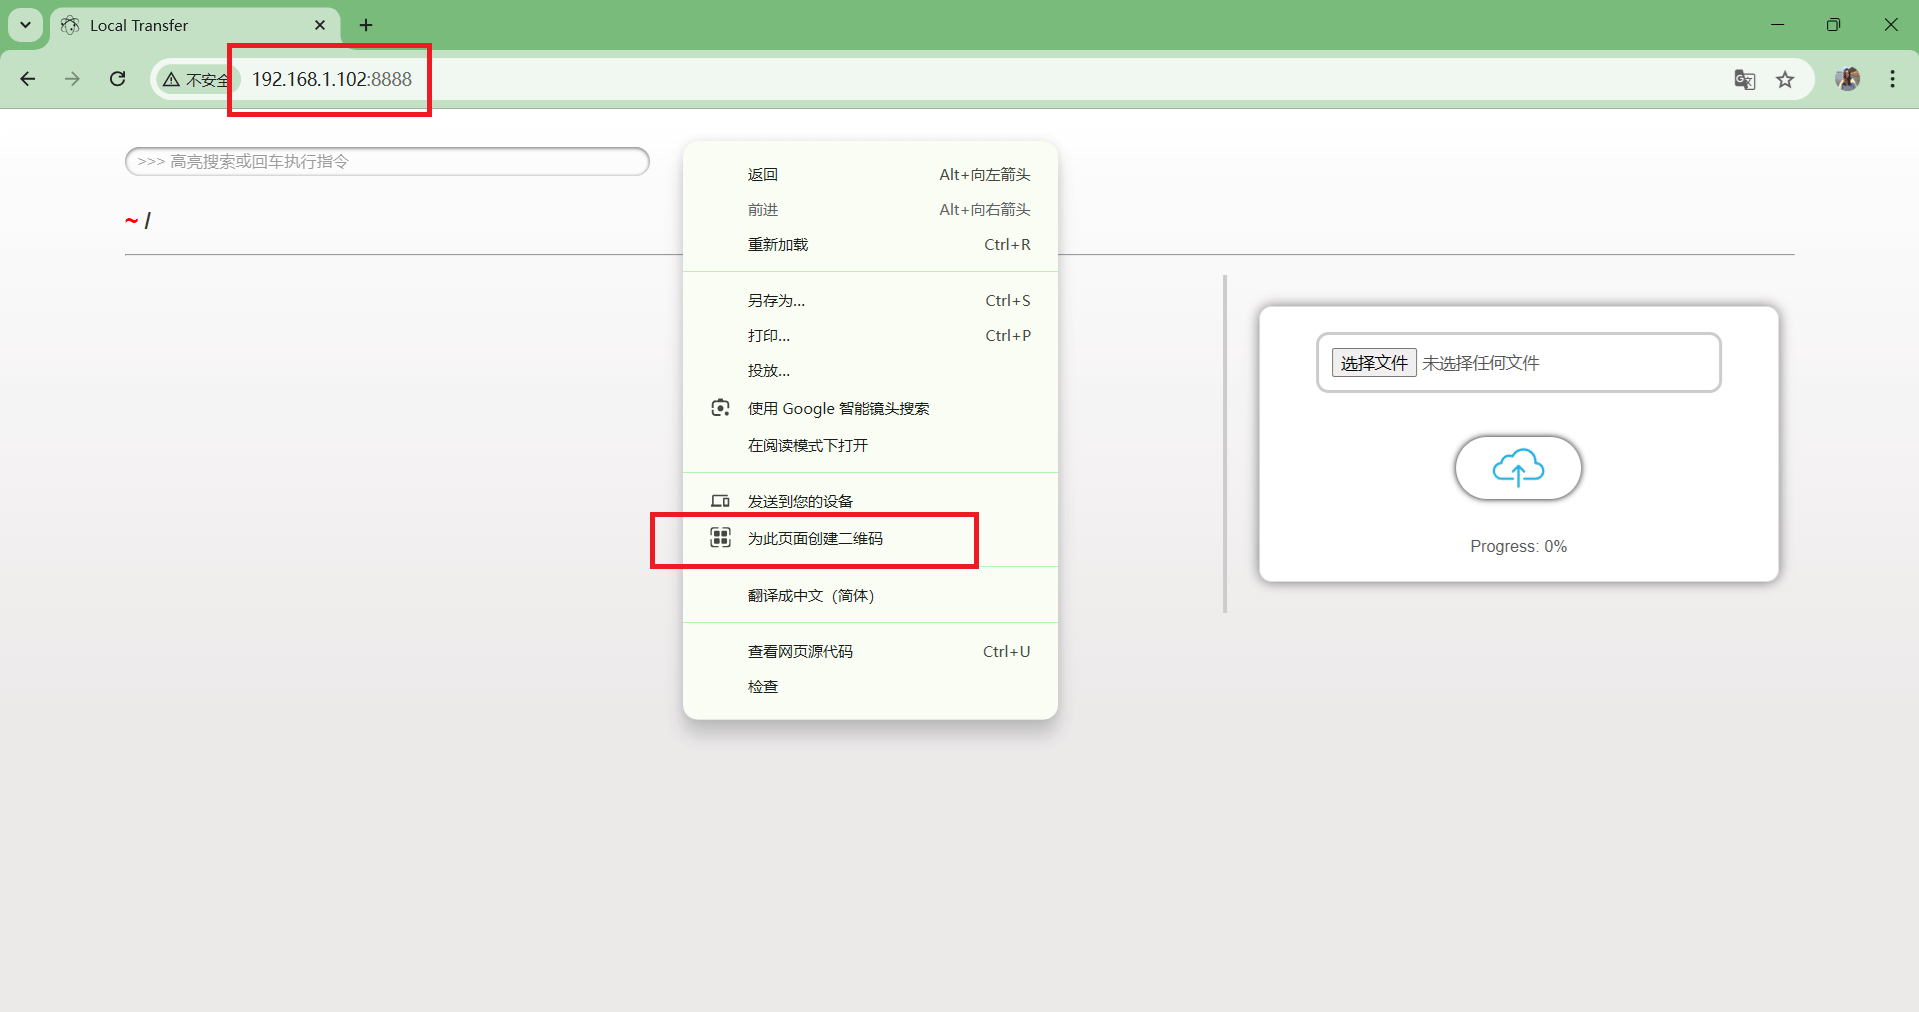 Local Transfer
不安全
192.168.1.102:8888
>>> 高亮搜索或回车执行指令
~ /
返回 Alt+向左箭头
前进 Alt+向右箭头
重新加载 Ctrl+R
另存为... Ctrl+S
打印... Ctrl+P
投放...
使用 Google 智能镜头搜索
在阅读模式下打开
发送到您的设备
为此页面创建二维码
翻译成中文（简体）
查看网页源代码 Ctrl+U
检查
选择文件 未选择任何文件
Progress: 0%